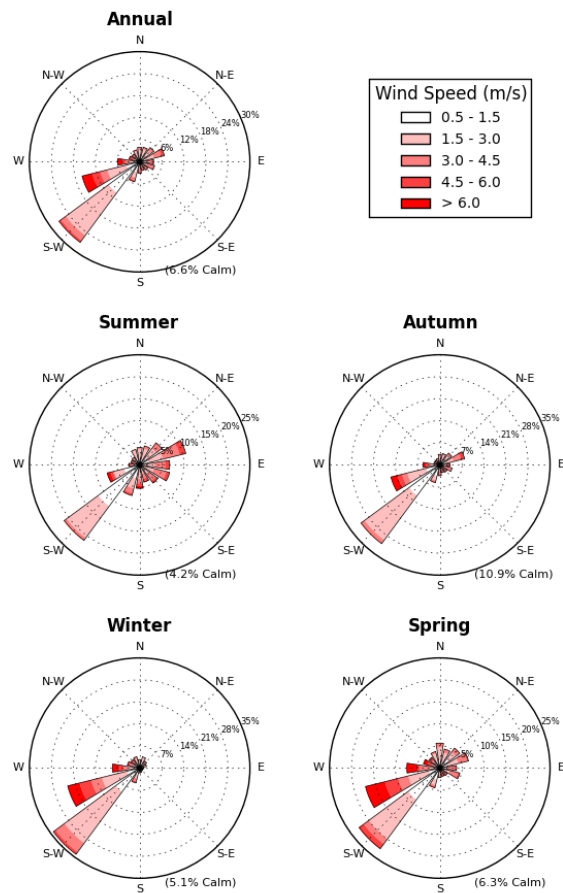 Annual
N
N-W
N-E
30%
24%
18%
12%
6%
W
E
S-W
S-E
(6.6% Calm)
S
Wind Speed (m/s)
0.5 - 1.5
1.5 - 3.0
3.0 - 4.5
4.5 - 6.0
> 6.0
Summer
N
N-W
N-E
25%
20%
15%
10%
5%
W
E
S-W
S-E
(4.2% Calm)
S
Autumn
N
N-W
N-E
35%
28%
21%
14%
7%
W
E
S-W
S-E
(10.9% Calm)
S
Winter
N
N-W
N-E
35%
28%
21%
14%
7%
W
E
S-W
S-E
(5.1% Calm)
S
Spring
N
N-W
N-E
25%
20%
15%
10%
5%
W
E
S-W
S-E
(6.3% Calm)
S